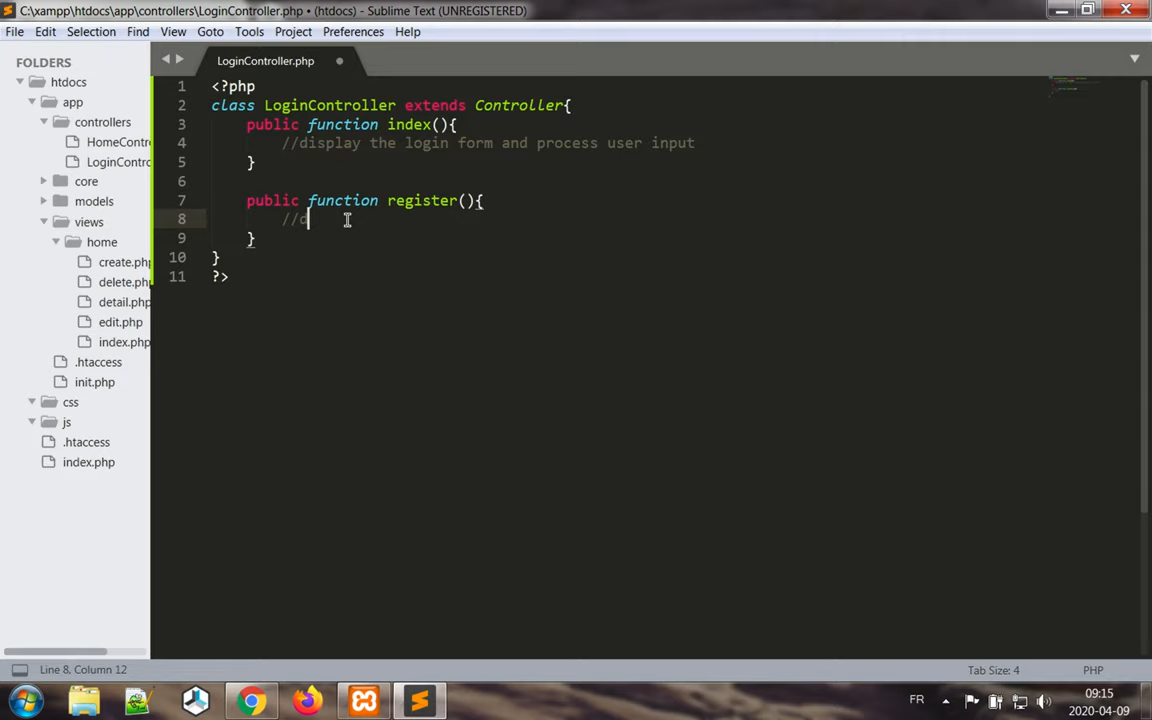 C:\xampp\htdocs\app\controllers\LoginController.php • (htdocs) - Sublime Text (UNREGISTERED)
File Edit Selection Find View Goto Tools Project Preferences Help
FOLDERS
htdocs
app
controllers
HomeContr
LoginContro
core
models
views
home
create.php
delete.php
detail.php
edit.php
index.php
.htaccess
init.php
css
js
.htaccess
index.php
LoginController.php
1 <?php
2 class LoginController extends Controller{
3 public function index(){
4 //display the login form and process user input
5 }
6
7 public function register(){
8 //d
9 }
10 }
11 ?>
Line 8, Column 12
Tab Size: 4
PHP
FR
09:15
2020-04-09